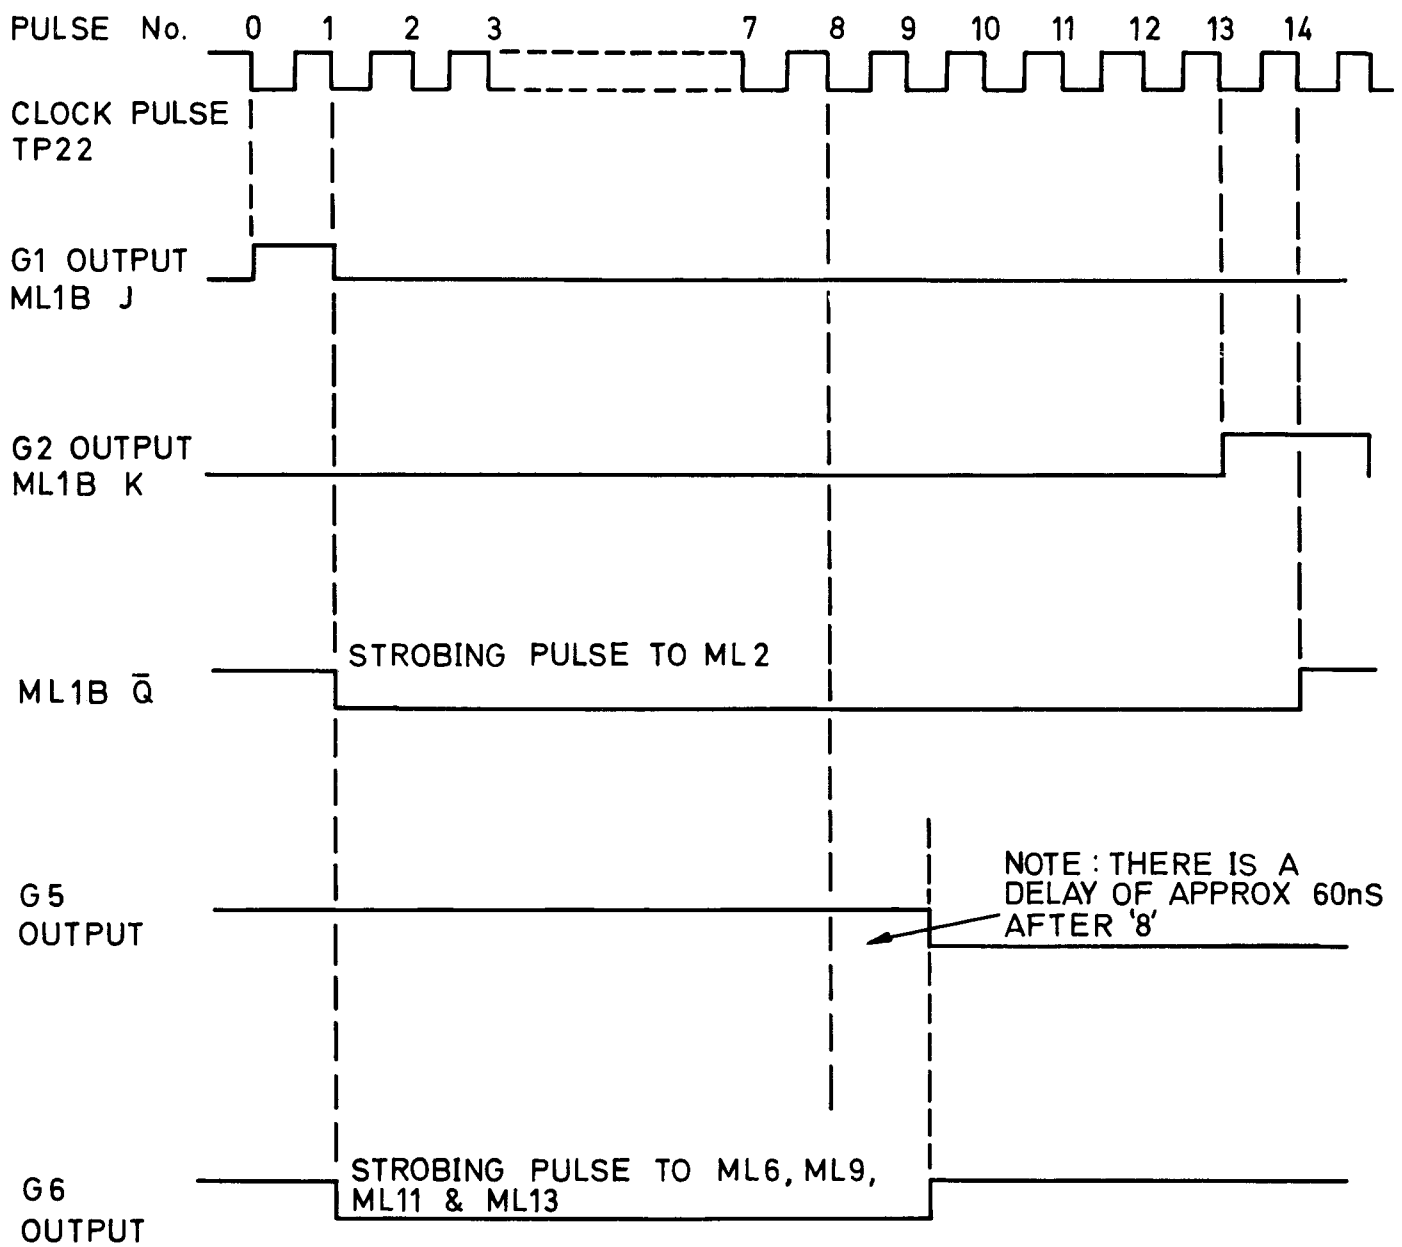 PULSE No. 0 1 2 3 7 8 9 10 11 12 13 14
CLOCK PULSE
TP22
G1 OUTPUT
ML1B J
G2 OUTPUT
ML1B K
STROBING PULSE TO ML2
ML1B Q̄
G5
OUTPUT
NOTE : THERE IS A
DELAY OF APPROX 60nS
AFTER '8'
STROBING PULSE TO ML6, ML9,
ML11 & ML13
G6
OUTPUT